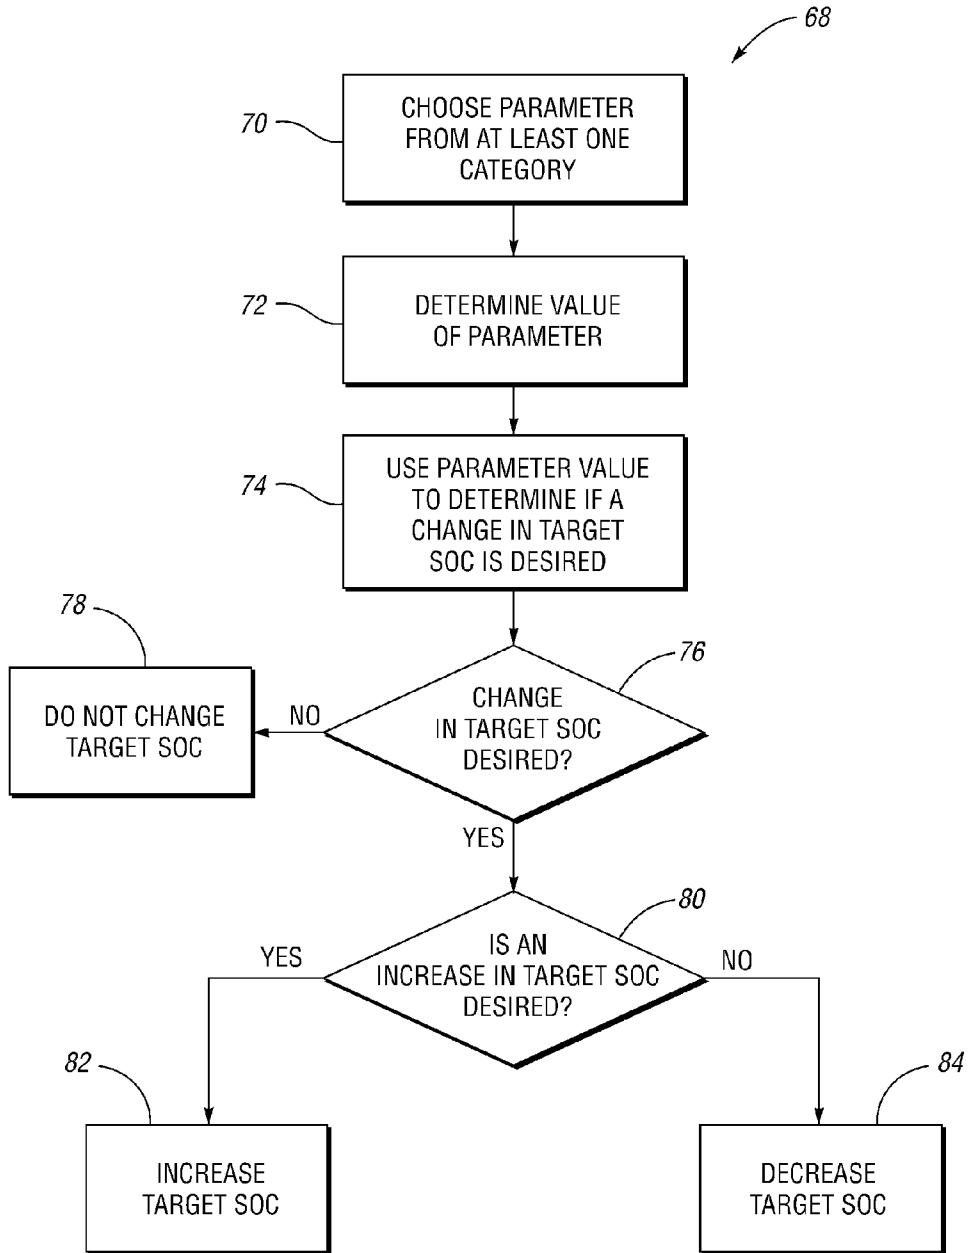 68
70
CHOOSE PARAMETER
FROM AT LEAST ONE
CATEGORY
72
DETERMINE VALUE
OF PARAMETER
74
USE PARAMETER VALUE
TO DETERMINE IF A
CHANGE IN TARGET
SOC IS DESIRED
78
DO NOT CHANGE
TARGET SOC
NO
76
CHANGE
IN TARGET SOC
DESIRED?
YES
80
IS AN
INCREASE IN TARGET SOC
DESIRED?
YES
NO
82
INCREASE
TARGET SOC
84
DECREASE
TARGET SOC